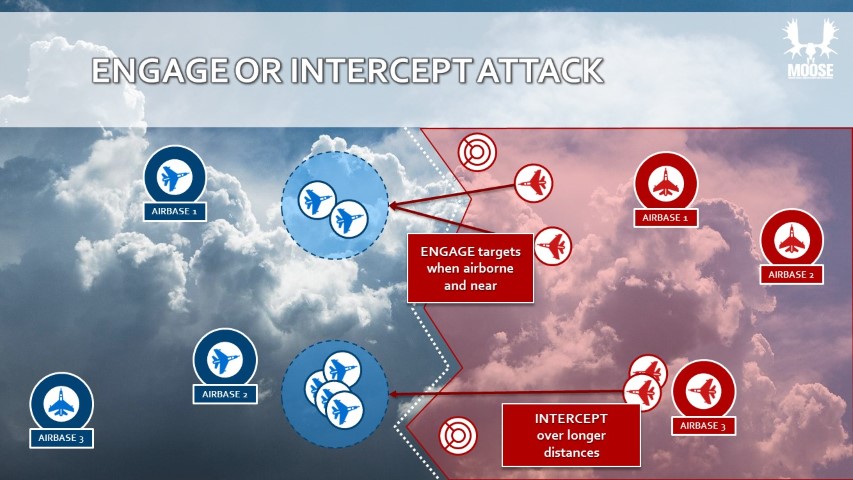 ENGAGE OR INTERCEPT ATTACK
MOOSE
AIRBASE 1
AIRBASE 1
AIRBASE 2
ENGAGE targets
when airborne
and near
AIRBASE 2
AIRBASE 3
INTERCEPT
over longer
distances
AIRBASE 3